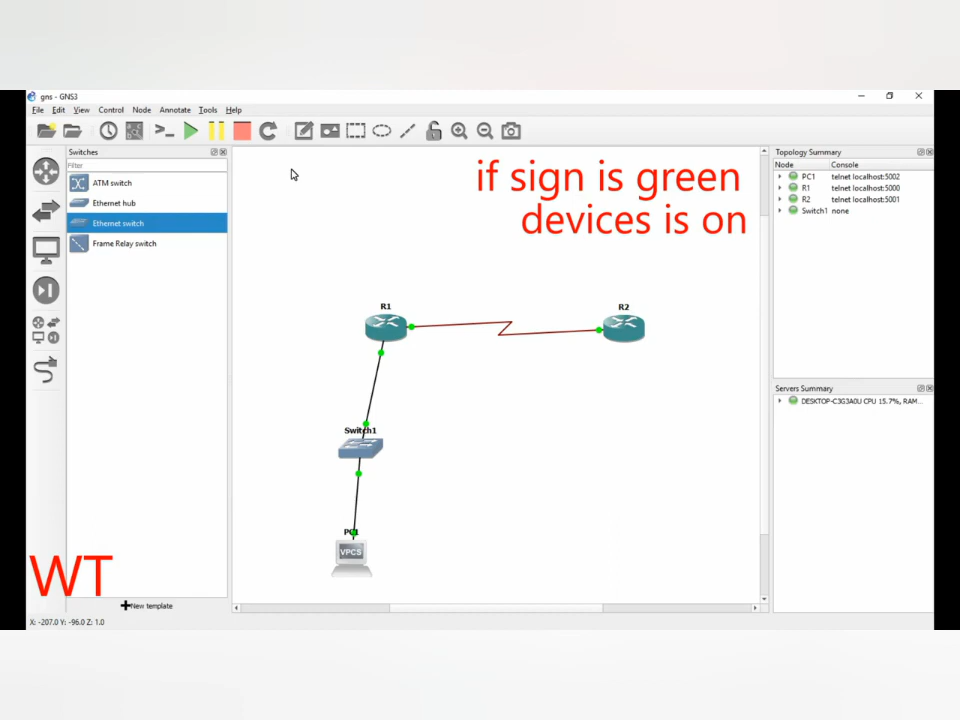 gns - GNS3
File Edit View Control Node Annotate Tools Help
Switches
Filter
ATM switch
Ethernet hub
Ethernet switch
Frame Relay switch
New template
X: -207.0 Y: -96.0 Z: 1.0
WT
if sign is green
devices is on
R1
R2
Switch1
PC1
VPCS
Topology Summary
Node Console
PC1 telnet localhost:5002
R1 telnet localhost:5000
R2 telnet localhost:5001
Switch1 none
Servers Summary
DESKTOP-C3G3A0U CPU 15.7%, RAM...